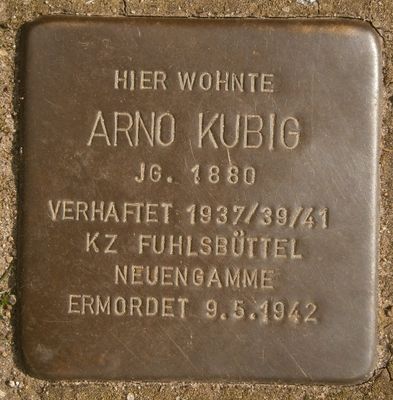 HIER WOHNTE
ARNO KUBIG
JG. 1880
VERHAFTET 1937/39/41
KZ FUHLSBÜTTEL
NEUENGAMME
ERMORDET 9.5.1942